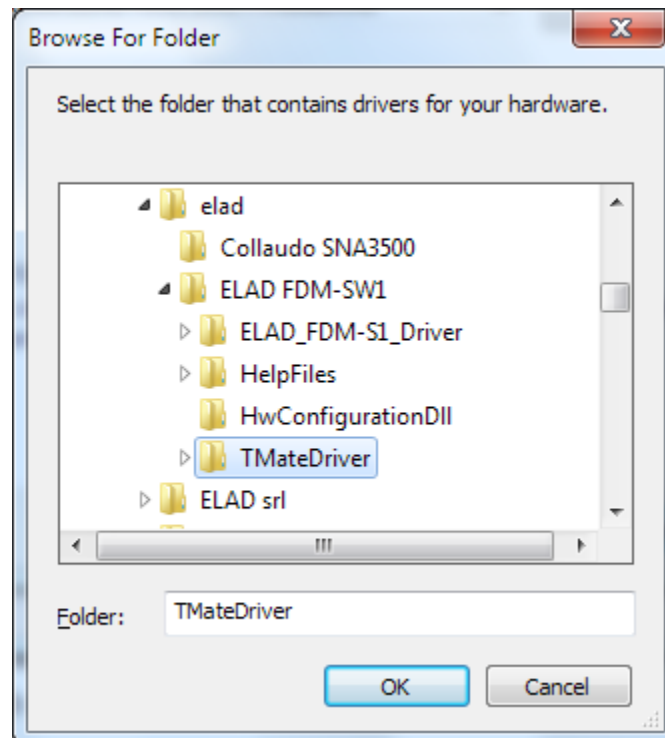 Browse For Folder
Select the folder that contains drivers for your hardware.
elad
Collaudo SNA3500
ELAD FDM-SW1
ELAD_FDM-S1_Driver
HelpFiles
HwConfigurationDll
TMateDriver
ELAD srl
Folder: TMateDriver
OK Cancel